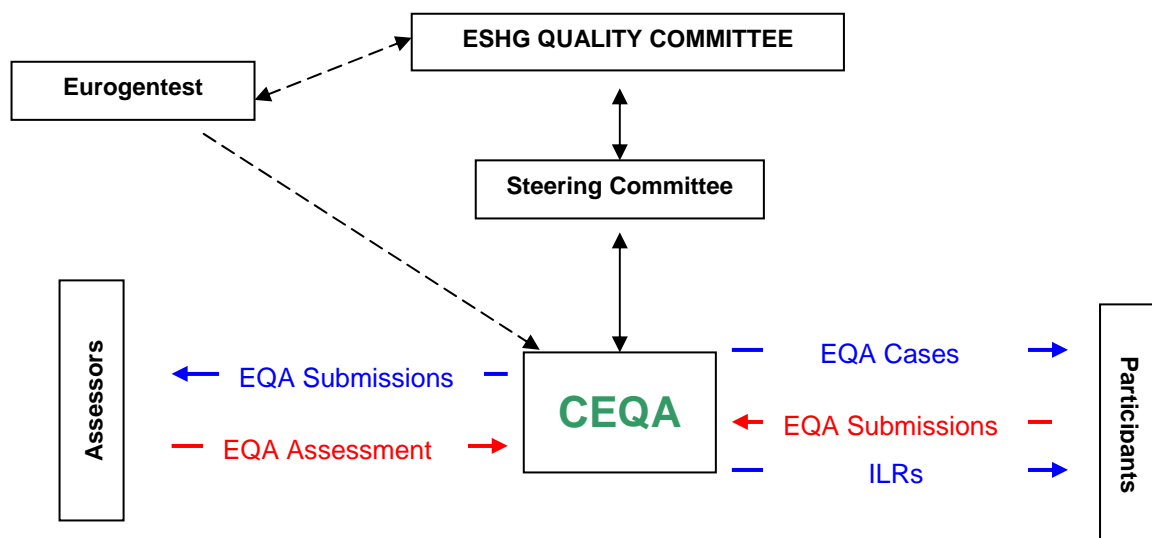 ESHG QUALITY COMMITTEE
Eurogentest
Steering Committee
Assessors
EQA Submissions
EQA Assessment
CEQA
EQA Cases
EQA Submissions
ILRs
Participants